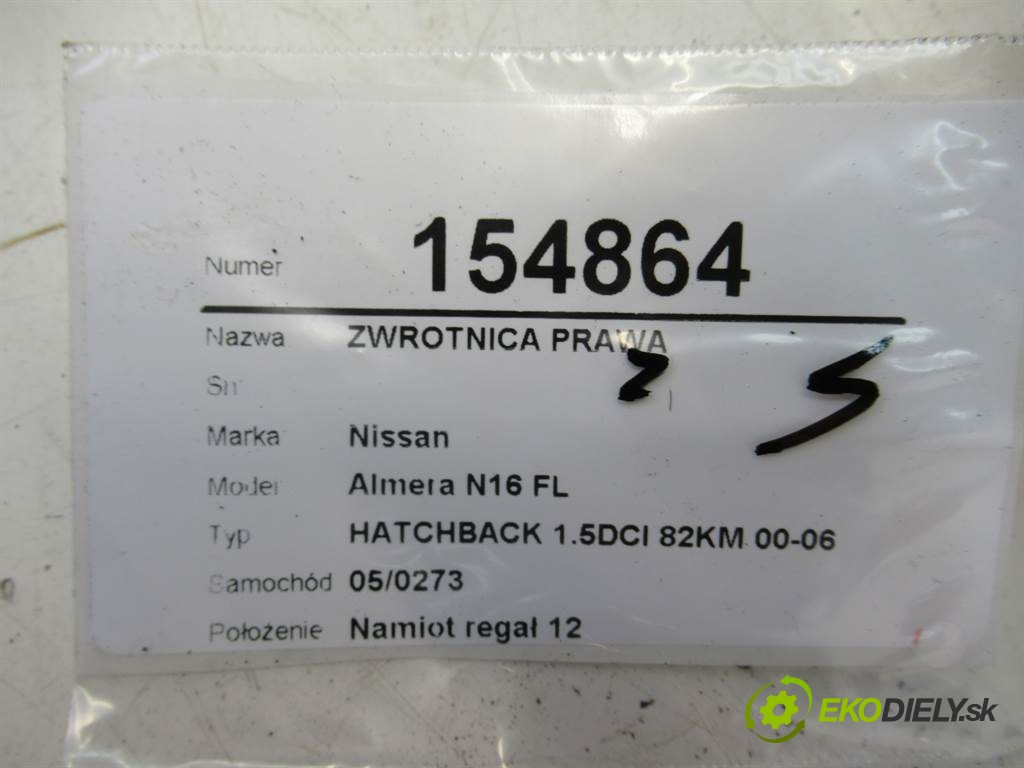 Numer 154864
Nazwa ZWROTNICA PRAWA
Sn
Marka Nissan
Model Almera N16 FL
Typ HATCHBACK 1.5DCI 82KM 00-06
Samochód 05/0273
Położenie Namiot regał 12
EKODIELY.sk